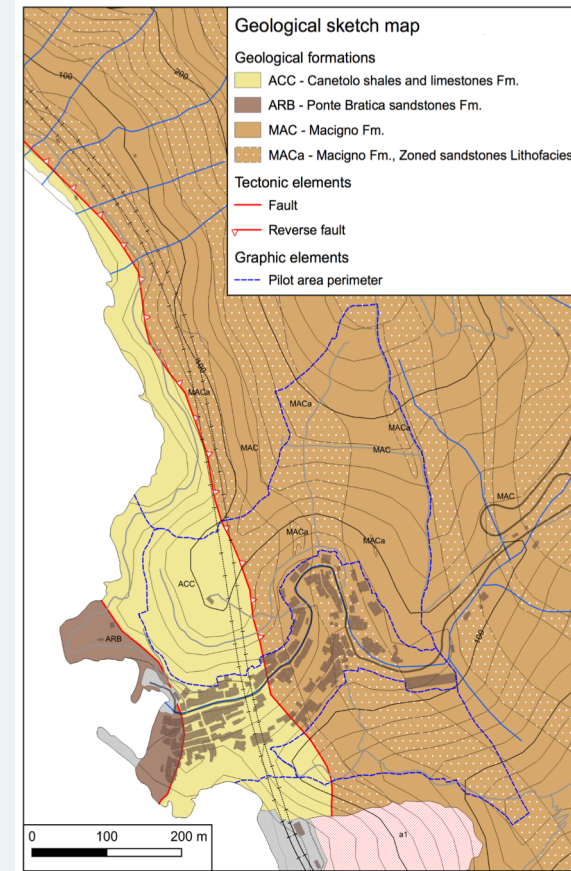 Geological sketch map
Geological formations
ACC - Canetolo shales and limestones Fm.
ARB - Ponte Bratica sandstones Fm.
MAC - Macigno Fm.
MACa - Macigno Fm., Zoned sandstones Lithofacies
Tectonic elements
Fault
Reverse fault
Graphic elements
Pilot area perimeter
100
200
100
MACa
MACa
MACa
MAC
MAC
MAC
MACa
MACa
ACC
ARB
100
a1
0 100 200 m